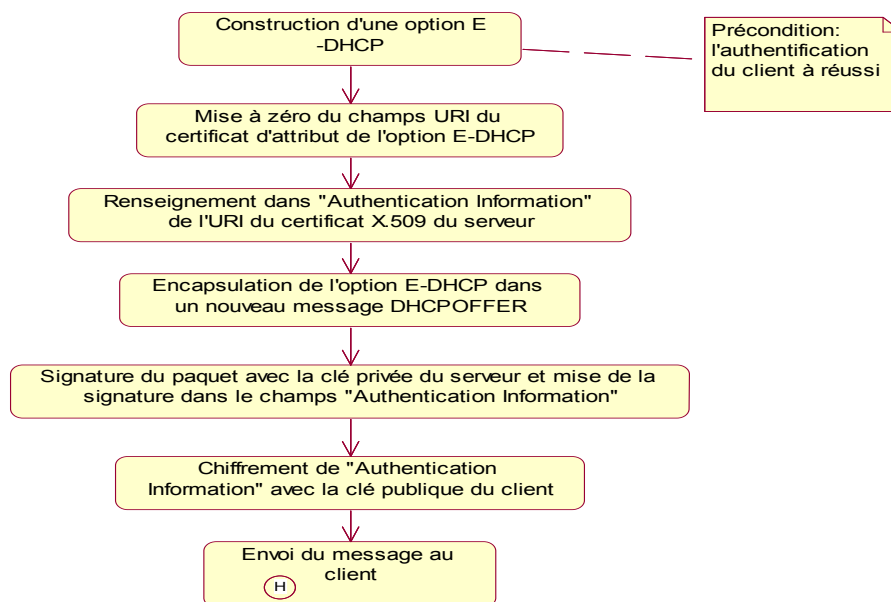 Construction d'une option E
-DHCP
Précondition:
l'authentification
du client à réussi
Mise à zéro du champs URI du
certificat d'attribut de l'option E-DHCP
Renseignement dans "Authentication Information"
de l'URI du certificat X.509 du serveur
Encapsulation de l'option E-DHCP dans
un nouveau message DHCPOFFER
Signature du paquet avec la clé privée du serveur et mise de la
signature dans le champs "Authentication Information"
Chiffrement de "Authentication
Information" avec la clé publique du client
Envoi du message au
client
H